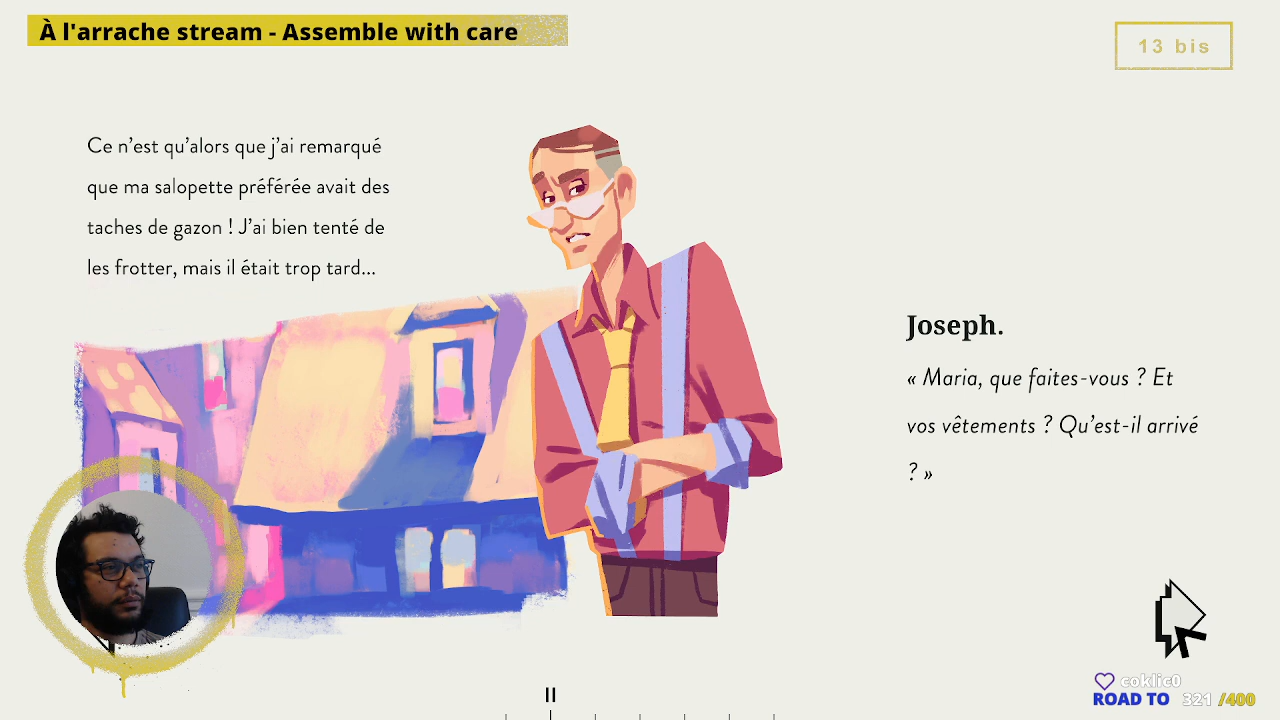 À l'arrache stream - Assemble with care
13 bis
Ce n'est qu'alors que j'ai remarqué
que ma salopette préférée avait des
taches de gazon ! J'ai bien tenté de
les frotter, mais il était trop tard...
Joseph.
« Maria, que faites-vous ? Et
vos vêtements ? Qu'est-il arrivé
? »
coklic0
ROAD TO 321 /400